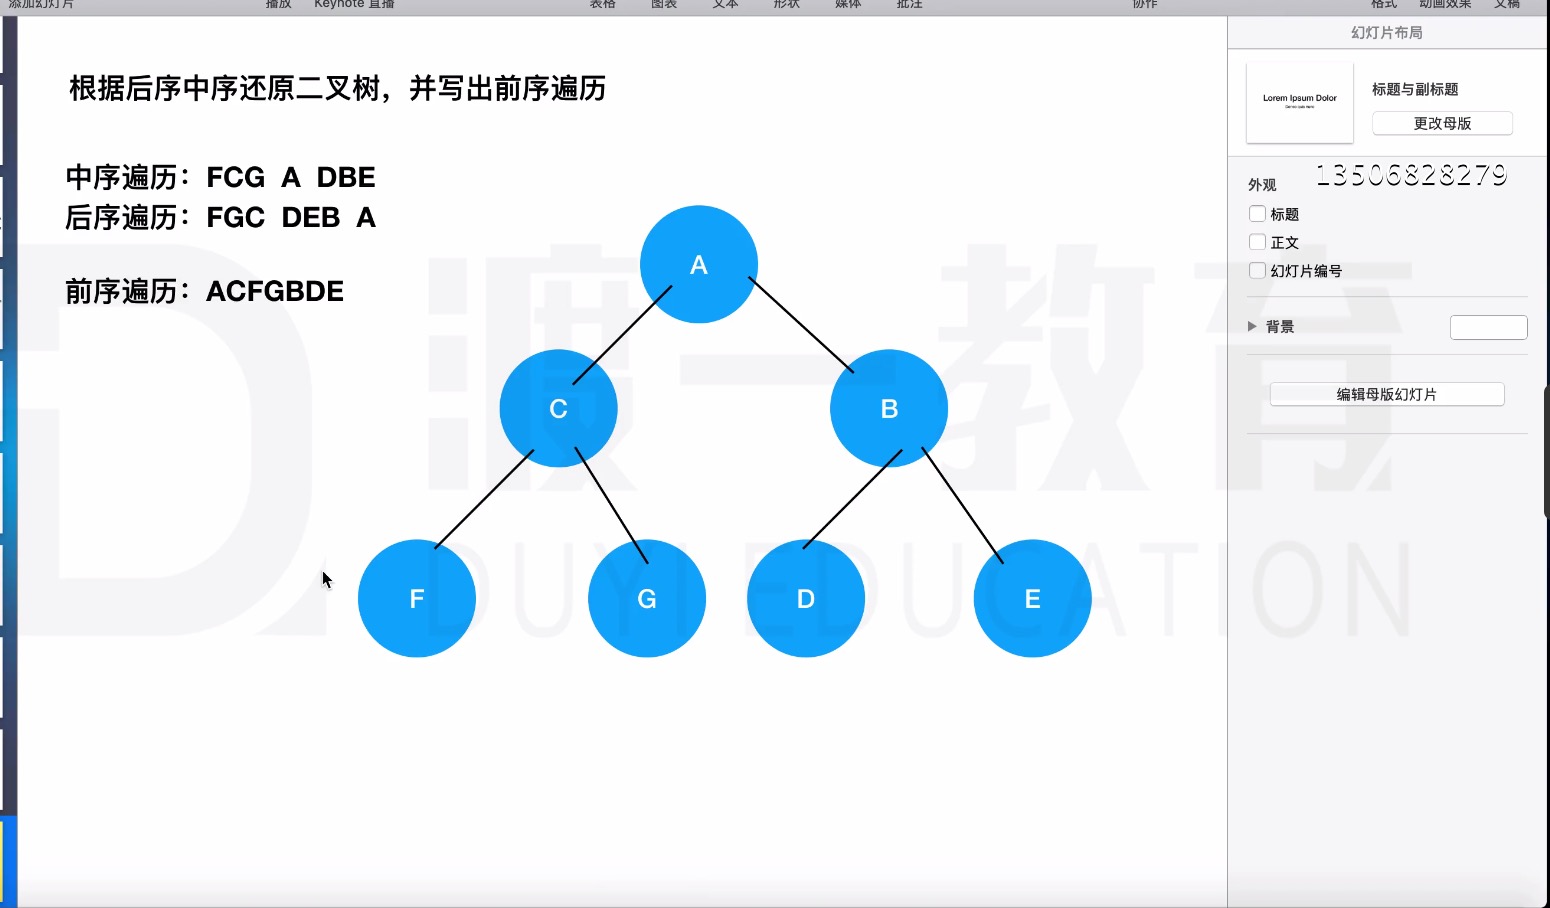 添加幻灯片 播放 Keynote 直播 表格 图表 文本 形状 媒体 批注 协作 格式 动画效果 文稿
幻灯片布局
根据后序中序还原二叉树，并写出前序遍历
Lorem Ipsum Dolor
标题与副标题
更改母版
中序遍历：FCG A DBE
后序遍历：FGC DEB A
前序遍历：ACFGBDE
外观
13506828279
标题
正文
幻灯片编号
背景
编辑母版幻灯片
A
C B
F G D E
渡一教育
DUYI EDUCATION